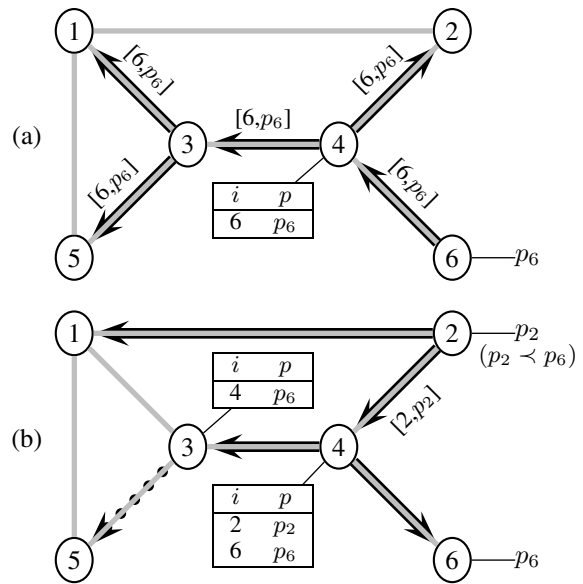 1
2
[6,p₆]
[6,p₆]
[6,p₆]
(a)
3
4
[6,p₆]
[6,p₆]
i p
6 p₆
5
6
p₆
1
2
p₂
(p₂ ≺ p₆)
i p
4 p₆
[2,p₂]
(b)
3
4
i p
2 p₂
6 p₆
5
6
p₆